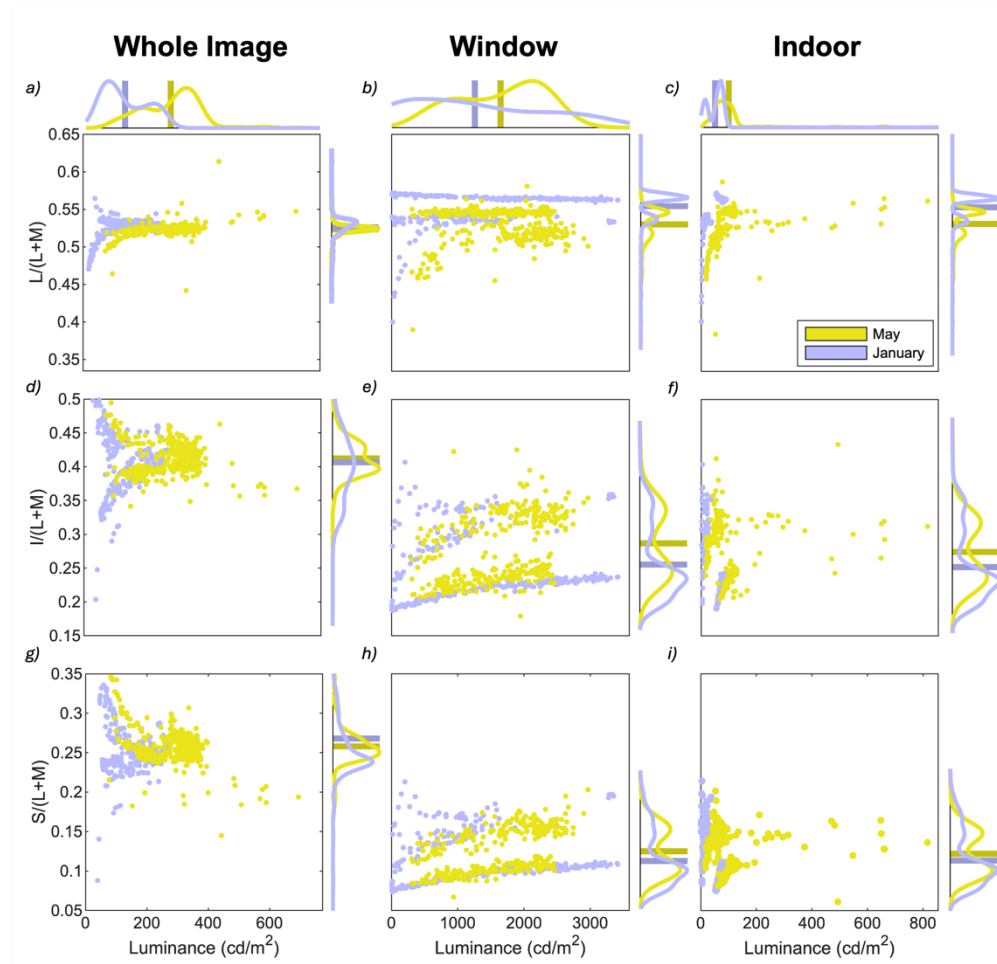 Whole Image Window Indoor
a) b) c)
0.65
0.6
0.55
0.5
0.45
0.4
0.35
L/(L+M)
May
January
d) e) f)
0.5
0.45
0.4
0.35
0.3
0.25
0.2
0.15
I/(L+M)
g) h) i)
0.35
0.3
0.25
0.2
0.15
0.1
0.05
S/(L+M)
0 200 400 600 0 1000 2000 3000 0 200 400 600 800
Luminance (cd/m²) Luminance (cd/m²) Luminance (cd/m²)